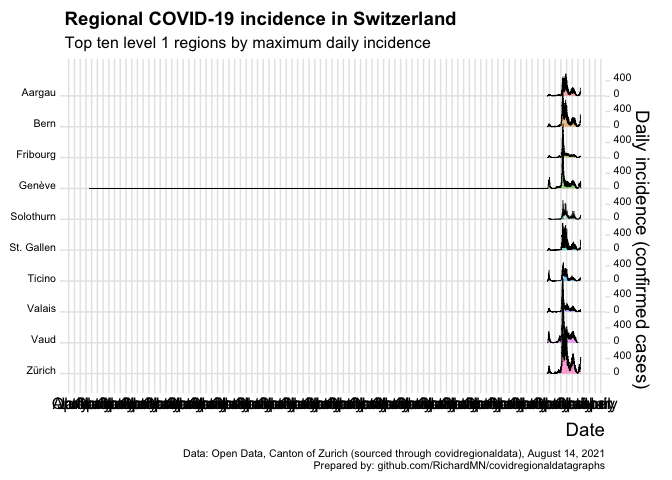 Regional COVID-19 incidence in Switzerland
Top ten level 1 regions by maximum daily incidence
Aargau
400
0
Bern
400
0
Fribourg
400
0
Genève
400
0
Solothurn
400
0
St. Gallen
400
0
Ticino
400
0
Valais
400
0
Vaud
400
0
Zürich
400
0
Daily incidence (confirmed cases)
Date
Data: Open Data, Canton of Zurich (sourced through covidregionaldata), August 14, 2021
Prepared by: github.com/RichardMN/covidregionaldatagraphs